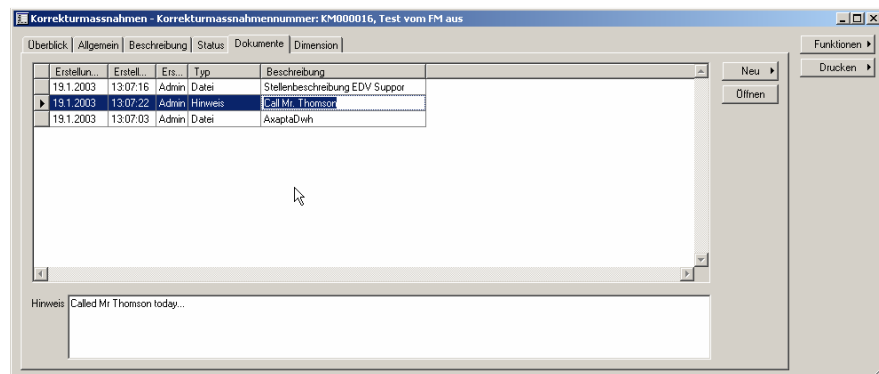 Korrekturmassnahmen - Korrekturmassnahmennummer: KM000016, Test vom FM aus
Überblick Allgemein Beschreibung Status Dokumente Dimension
Funktionen
Drucken
Erstellun... Erstell... Ers... Typ Beschreibung
19.1.2003 13:07:16 Admin Datei Stellenbeschreibung EDV Suppor
19.1.2003 13:07:22 Admin Hinweis Call Mr. Thomson
19.1.2003 13:07:03 Admin Datei AxaptaDwh
Neu
Öffnen
Hinweis Called Mr Thomson today...